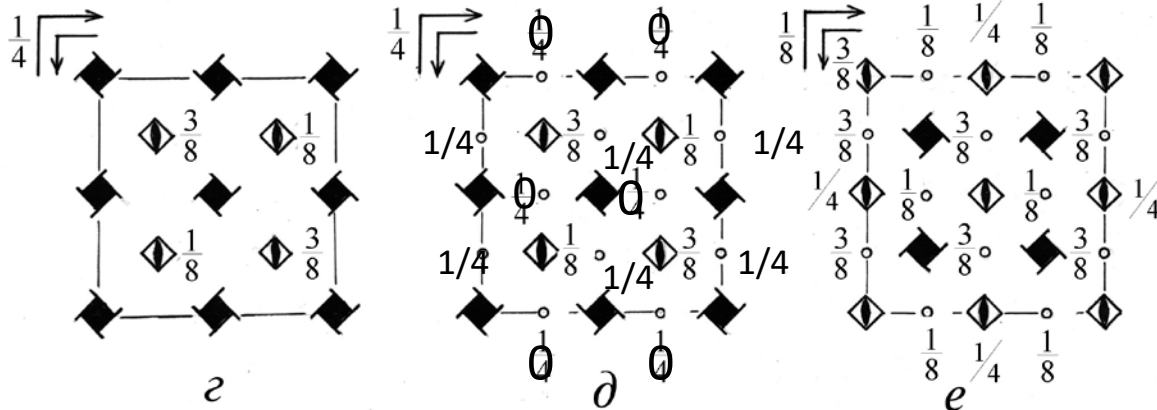 1/4
3/8 1/8
1/8 3/8
г
1/4
0 0
1/4 3/8 1/4 1/8 1/4
0 0
1/4 1/8 1/4 3/8 1/4
0 0
д
1/8 1/8 1/4 1/8
3/8
3/8 3/8 3/8
1/4 1/8 1/8 1/4
3/8 3/8 3/8
1/8 1/4 1/8
е